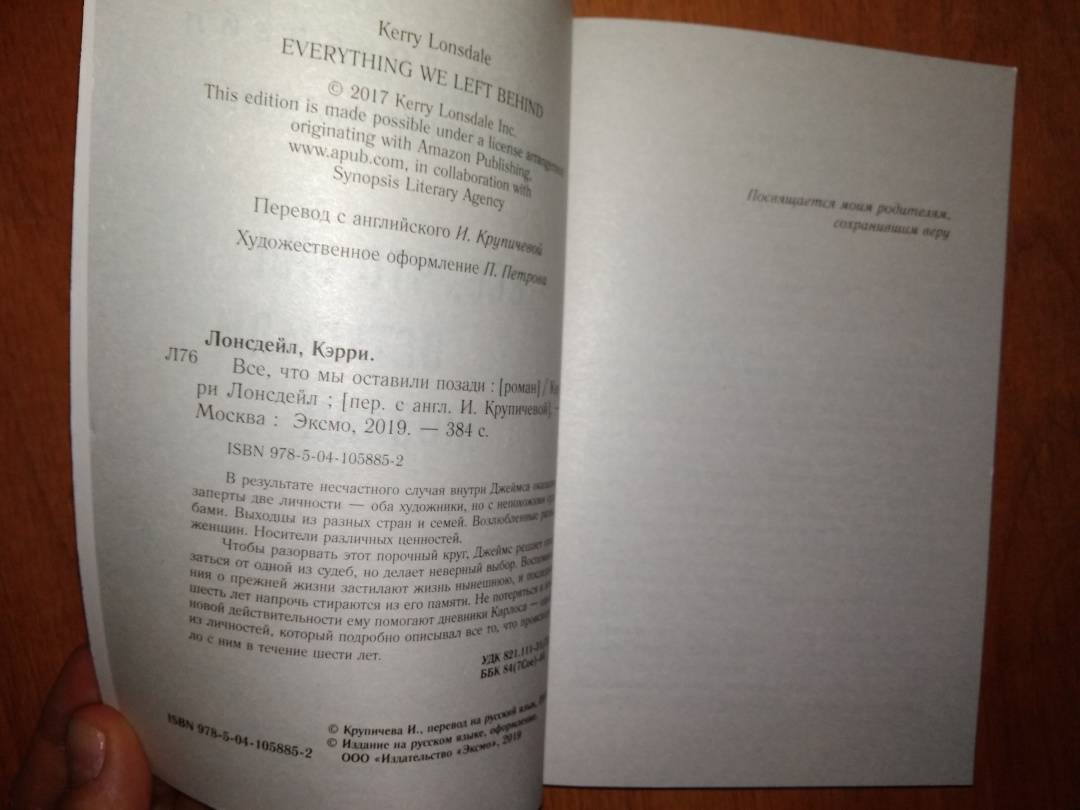 Kerry Lonsdale
EVERYTHING WE LEFT BEHIND
© 2017 Kerry Lonsdale Inc.
This edition is made possible under a license arrangement
originating with Amazon Publishing,
www.apub.com, in collaboration with
Synopsis Literary Agency
Перевод с английского И. Крупичевой
Художественное оформление П. Петрова
Лонсдейл, Кэрри.
Л76
Все, что мы оставили позади : [роман] /
ри Лонсдейл ; [пер. с англ. И. Крупичевой]. —
Москва : Эксмо, 2019. — 384 с.
ISBN 978-5-04-105885-2
В результате несчастного случая внутри Джеймса
заперты две личности — оба художники, но с непохожими
бами. Выходцы из разных стран и семей. Возлюбленные
женщин. Носители различных ценностей.
Чтобы разорвать этот порочный круг, Джеймс решает
заться от одной из судеб, но делает неверный выбор.
ния о прежней жизни застилают жизнь нынешнюю, и
шесть лет напрочь стираются из его памяти. Не потеряться в
новой действительности ему помогают дневники Карлоса —
из личностей, который подробно описывал все то, что
ло с ним в течение шести лет.
УДК
ББК
ISBN 978-5-04-105885-2
© Крупичева И., перевод на русский язык,
© Издание на русском языке, оформление.
ООО «Издательство «Эксмо», 2019
Посвящается моим родителям,
сохранившим веру